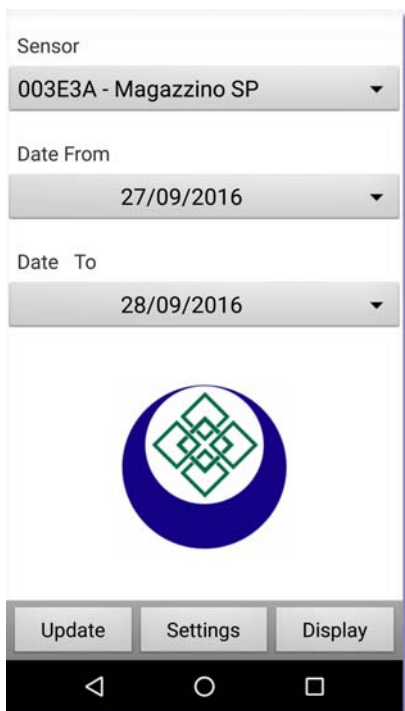 Sensor
003E3A - Magazzino SP
Date From
27/09/2016
Date To
28/09/2016
Update Settings Display